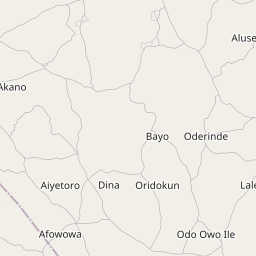 Aluse
Akano
Bayo
Oderinde
Aiyetoro
Dina
Oridokun
Lale
Afowowa
Odo Owo Ile